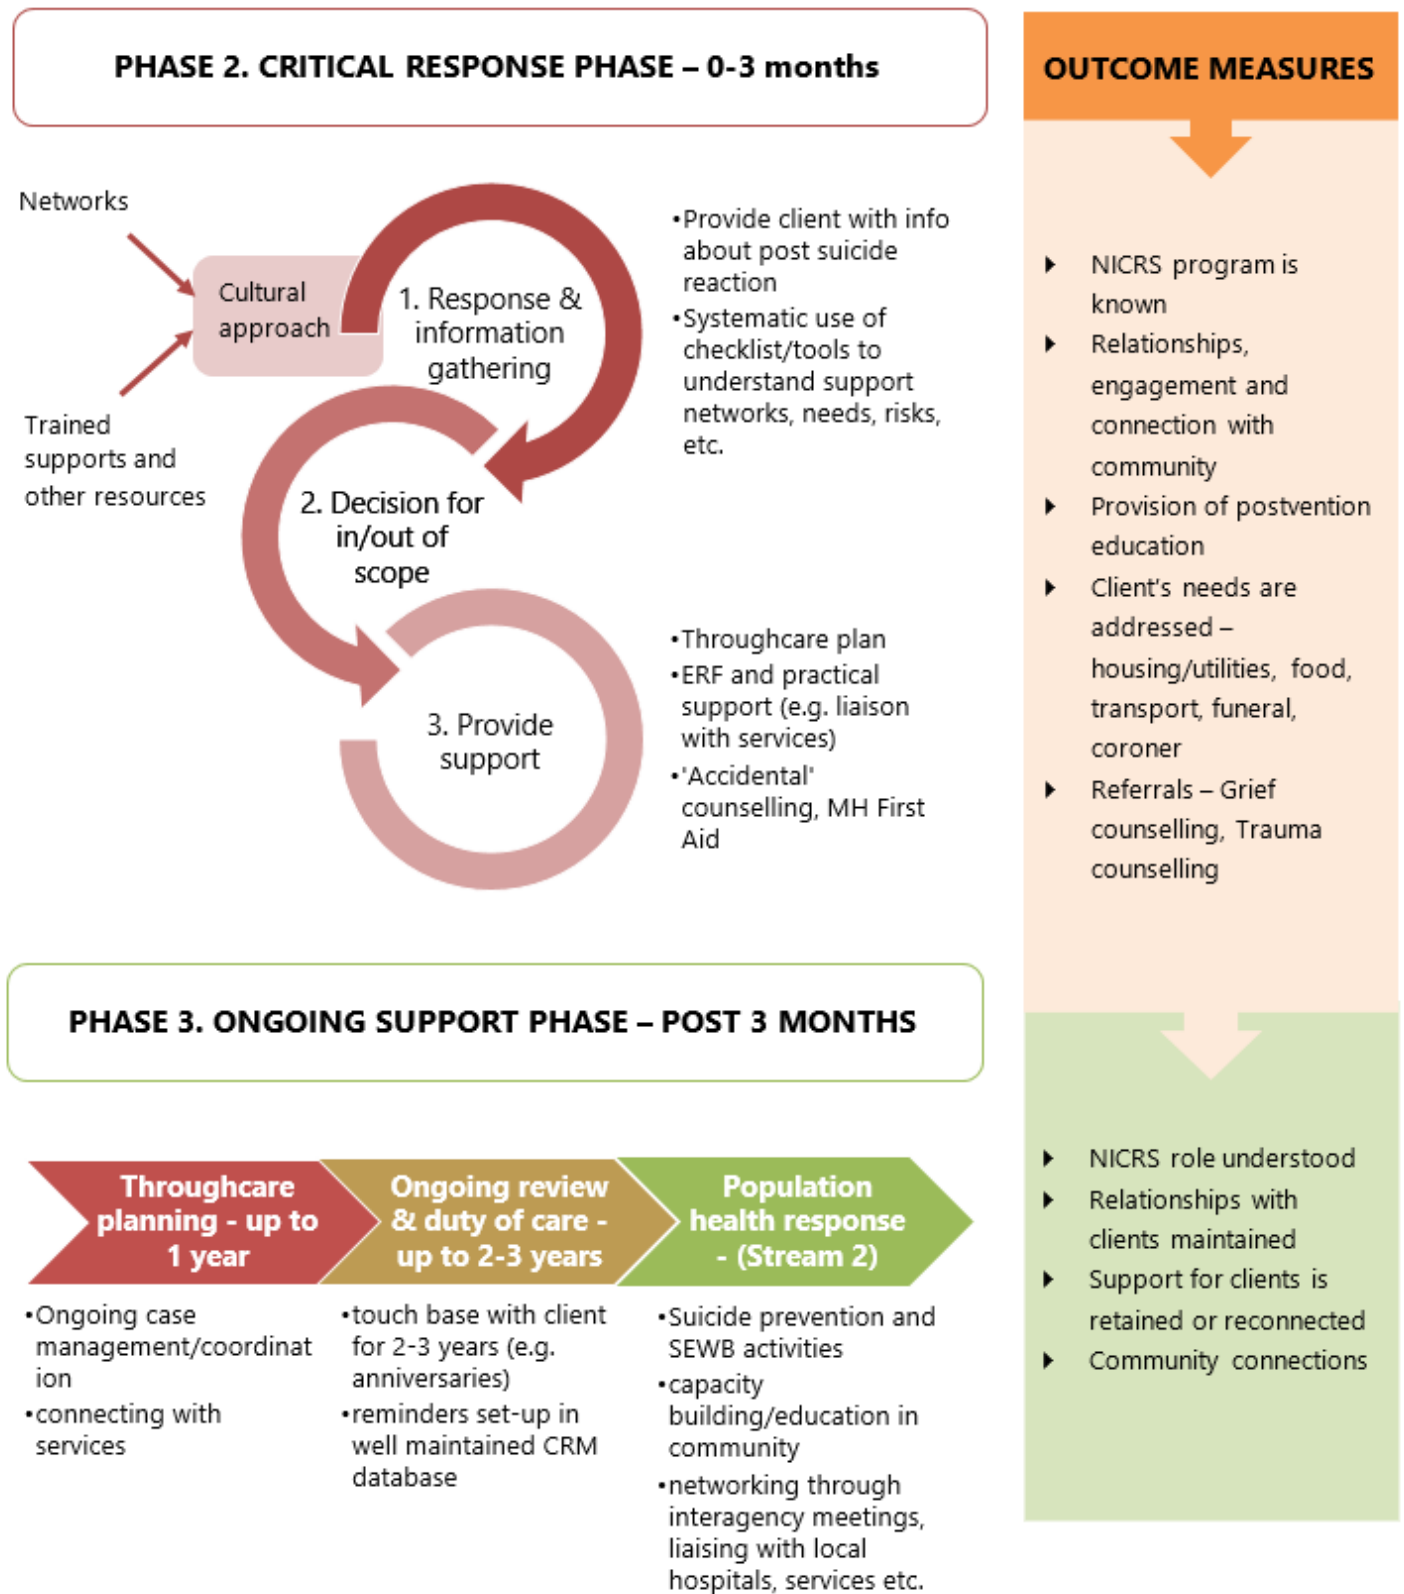 PHASE 2. CRITICAL RESPONSE PHASE – 0-3 months
Networks
Cultural
approach
Trained
supports and
other resources
1. Response &
information
gathering
•Provide client with info
about post suicide
reaction
•Systematic use of
checklist/tools to
understand support
networks, needs, risks,
etc.
2. Decision for
in/out of
scope
3. Provide
support
•Throughcare plan
•ERF and practical
support (e.g. liaison
with services)
•'Accidental'
counselling, MH First
Aid
OUTCOME MEASURES
NICRS program is
known
Relationships,
engagement and
connection with
community
Provision of postvention
education
Client's needs are
addressed –
housing/utilities, food,
transport, funeral,
coroner
Referrals – Grief
counselling, Trauma
counselling
PHASE 3. ONGOING SUPPORT PHASE – POST 3 MONTHS
Throughcare
planning - up to
1 year
•Ongoing case
management/coordinat
ion
•connecting with
services
Ongoing review
& duty of care -
up to 2-3 years
•touch base with client
for 2-3 years (e.g.
anniversaries)
•reminders set-up in
well maintained CRM
database
Population
health response
- (Stream 2)
•Suicide prevention and
SEWB activities
•capacity
building/education in
community
•networking through
interagency meetings,
liaising with local
hospitals, services etc.
NICRS role understood
Relationships with
clients maintained
Support for clients is
retained or reconnected
Community connections